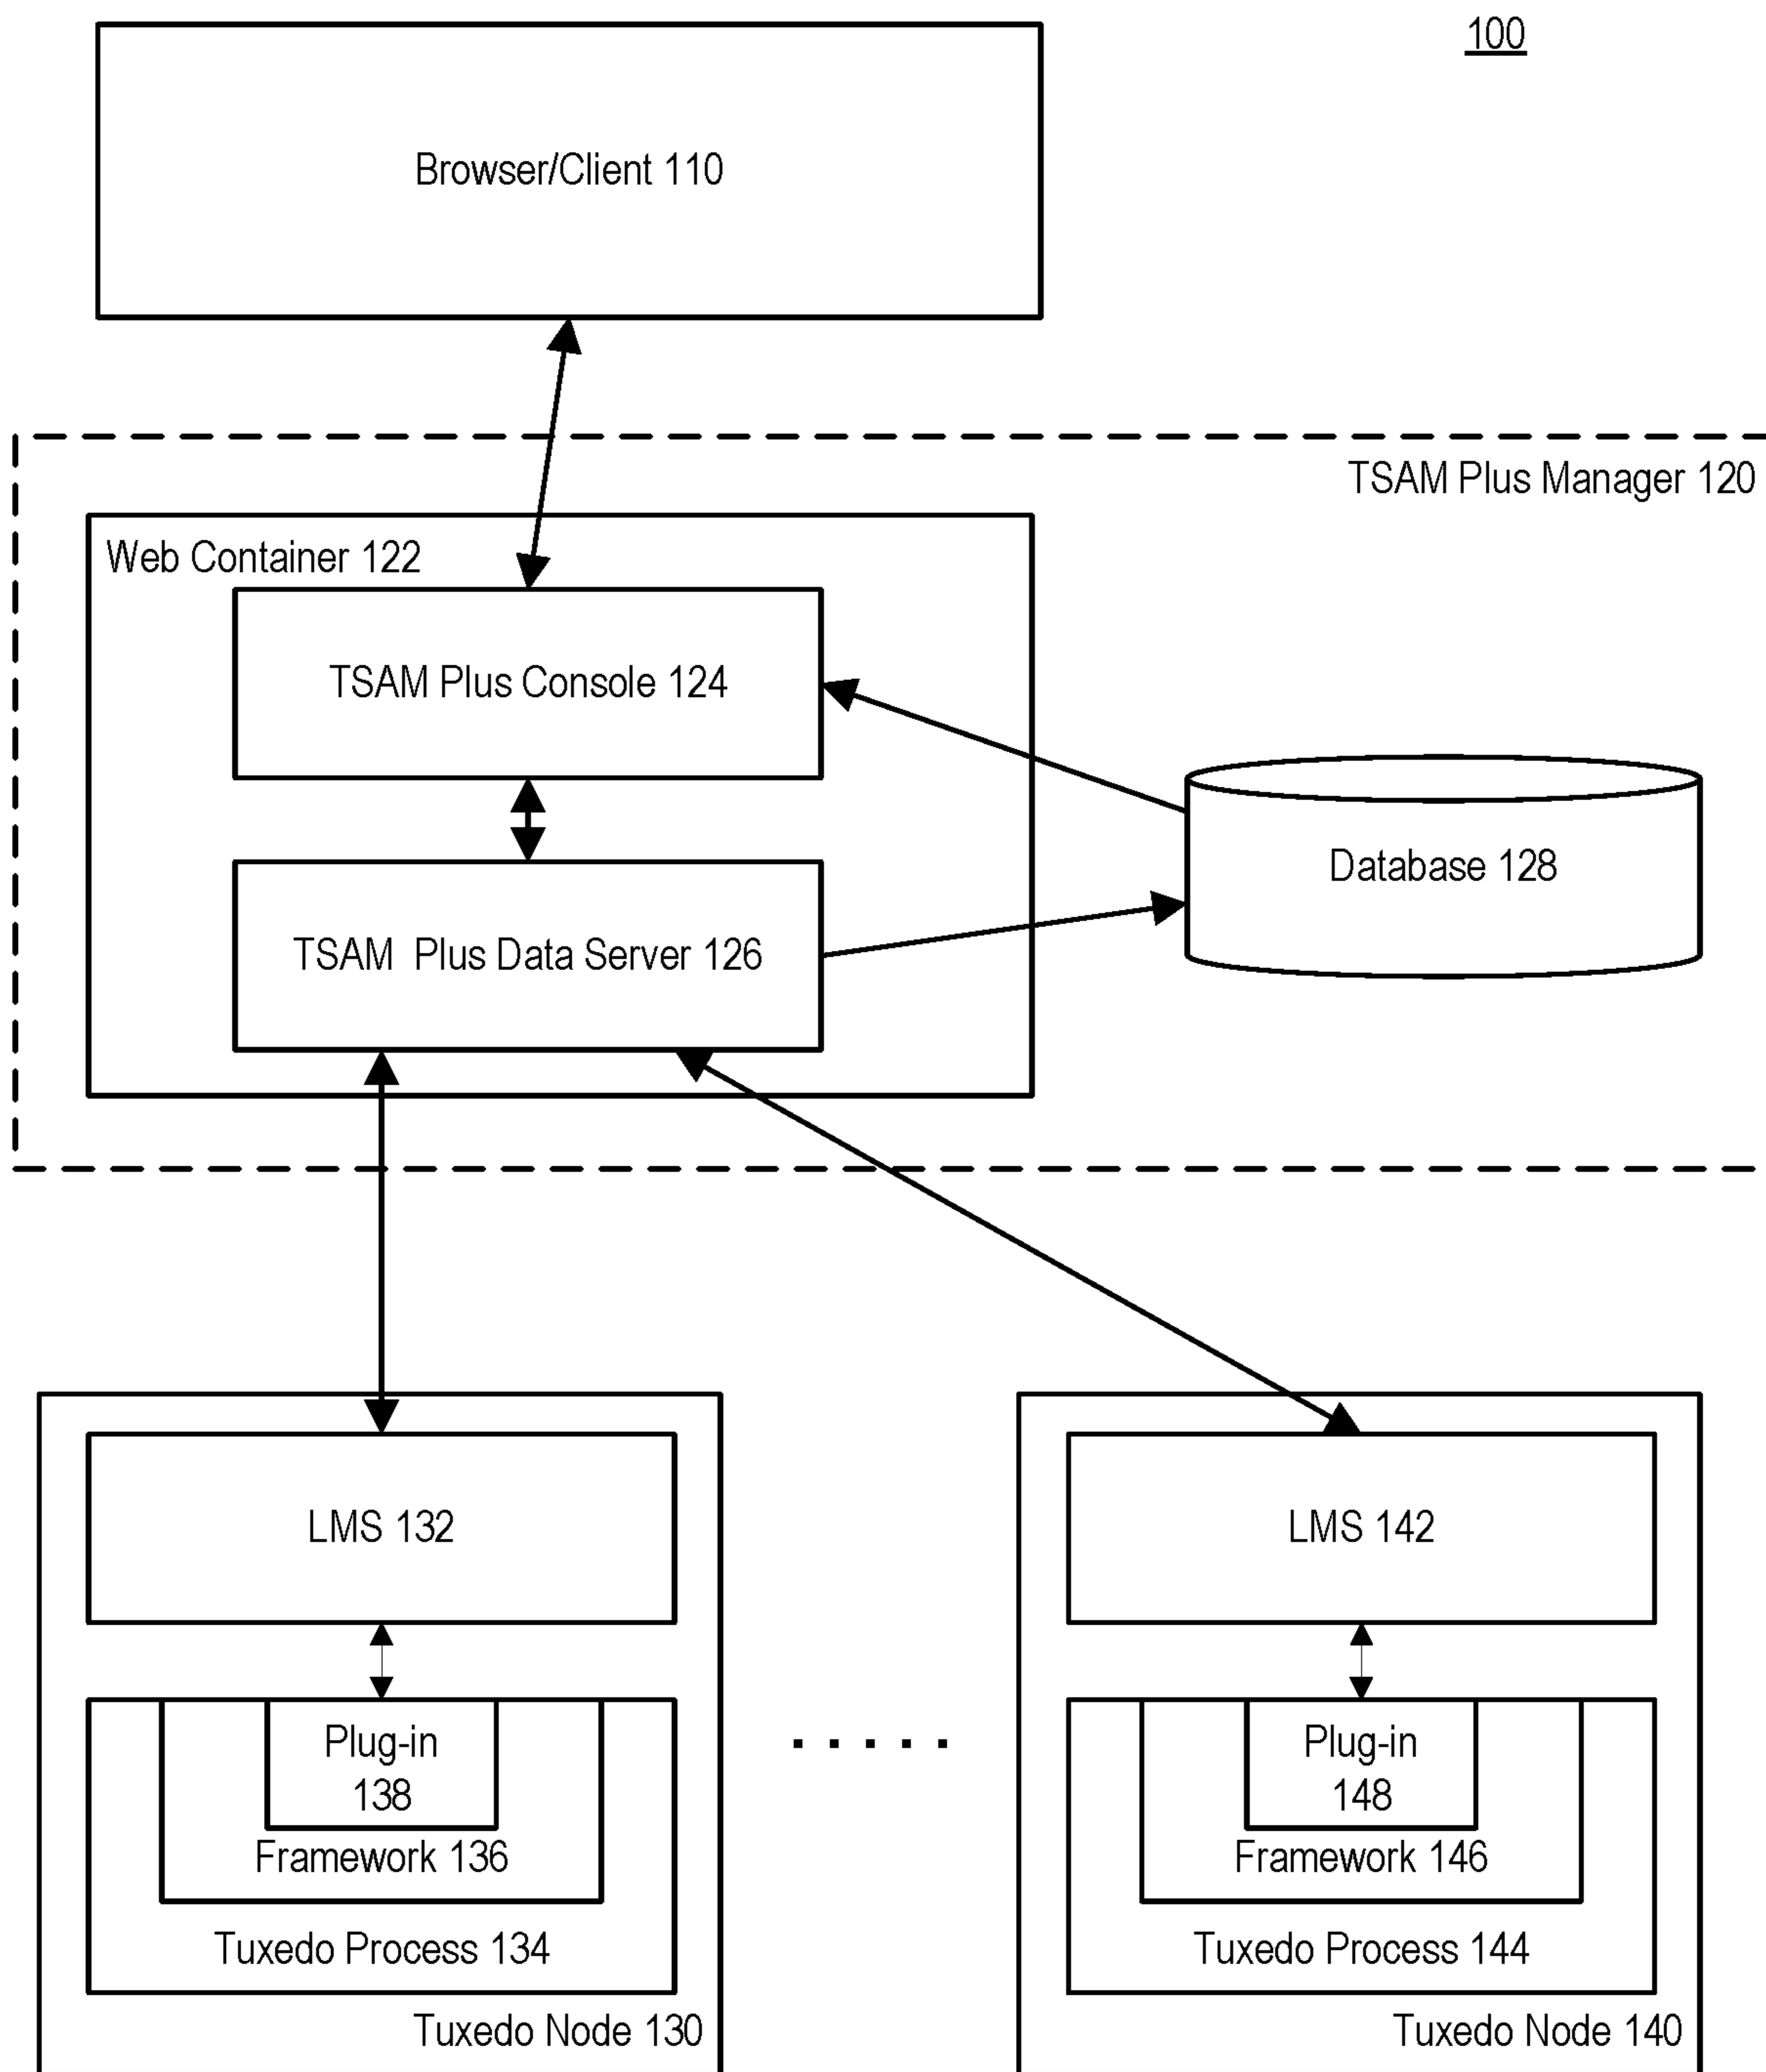 100
Browser/Client 110
TSAM Plus Manager 120
Web Container 122
TSAM Plus Console 124
Database 128
TSAM Plus Data Server 126
LMS 132
LMS 142
Plug-in
138
Plug-in
148
Framework 136
Framework 146
Tuxedo Process 134
Tuxedo Process 144
Tuxedo Node 130
Tuxedo Node 140